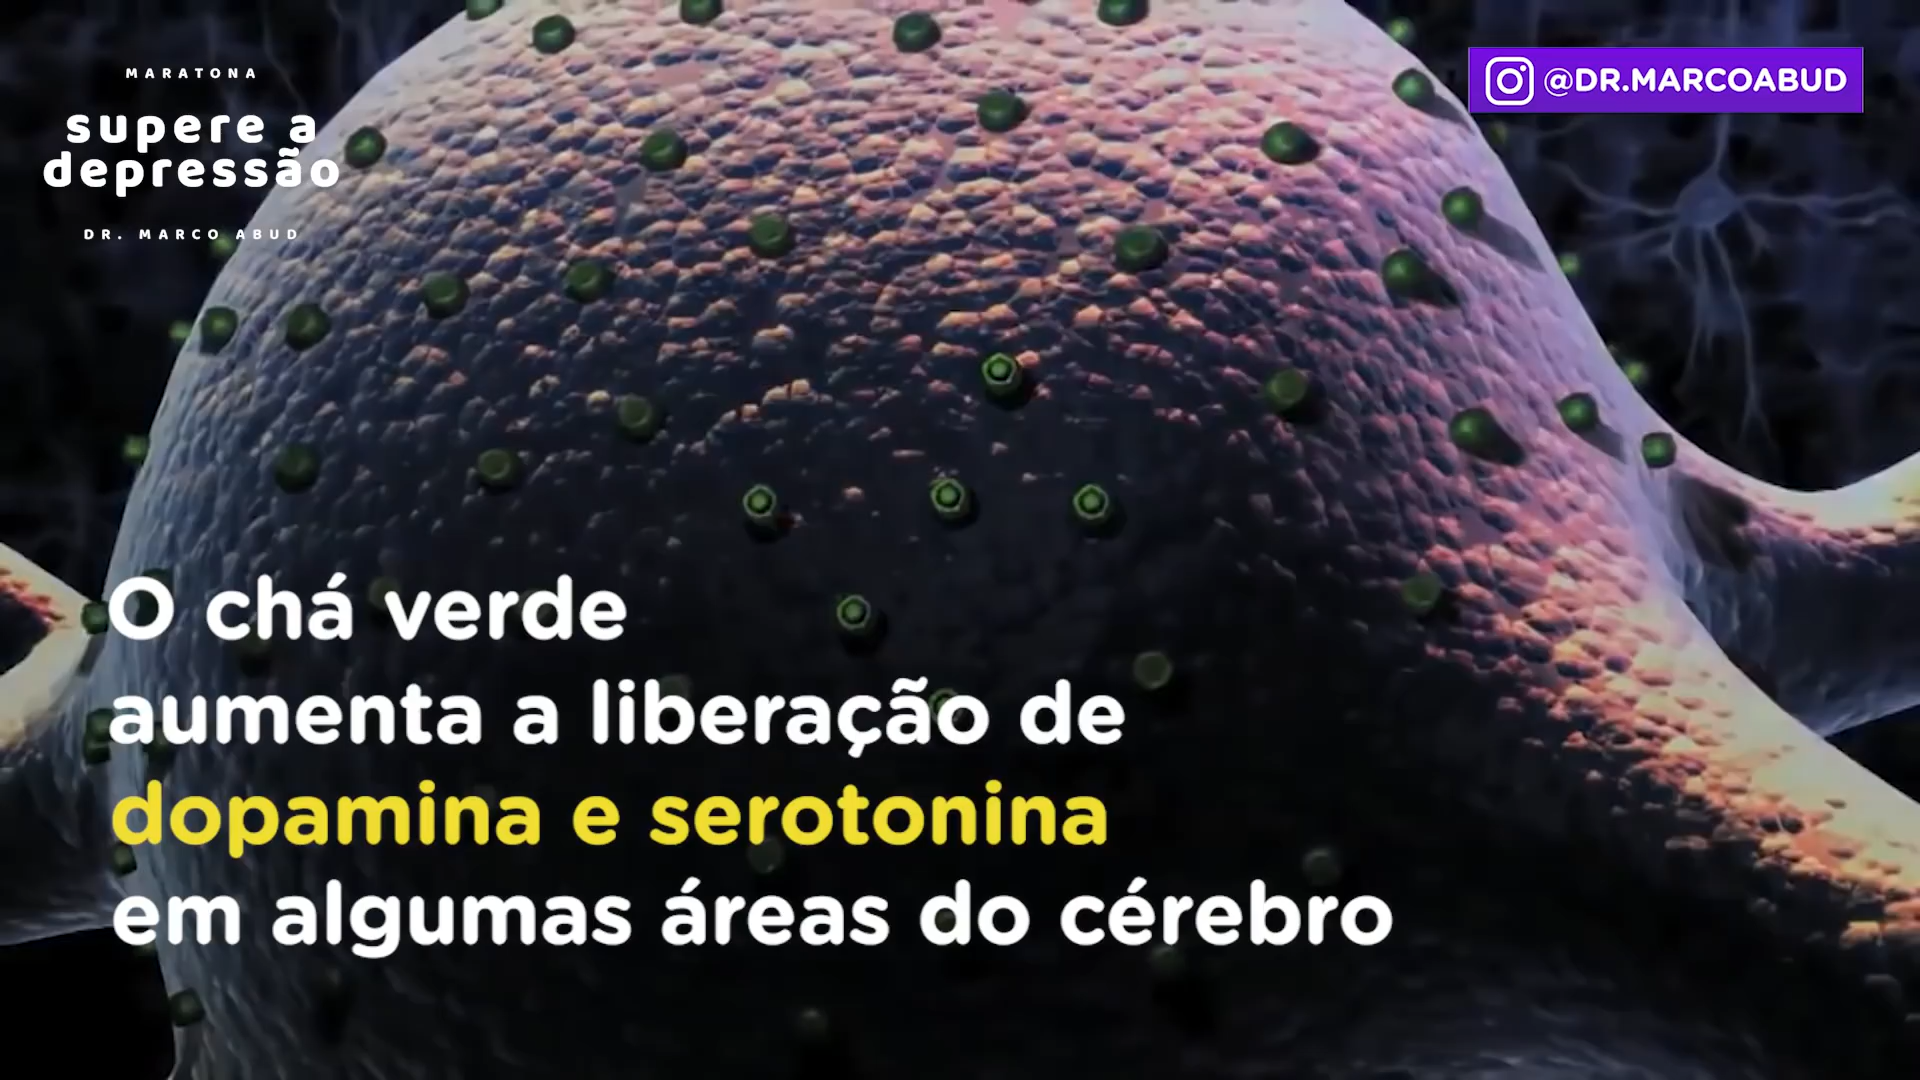 MARATONA
supere a
depressão
DR. MARCO ABUD
@DR.MARCOABUD
O chá verde
aumenta a liberação de
dopamina e serotonina
em algumas áreas do cérebro